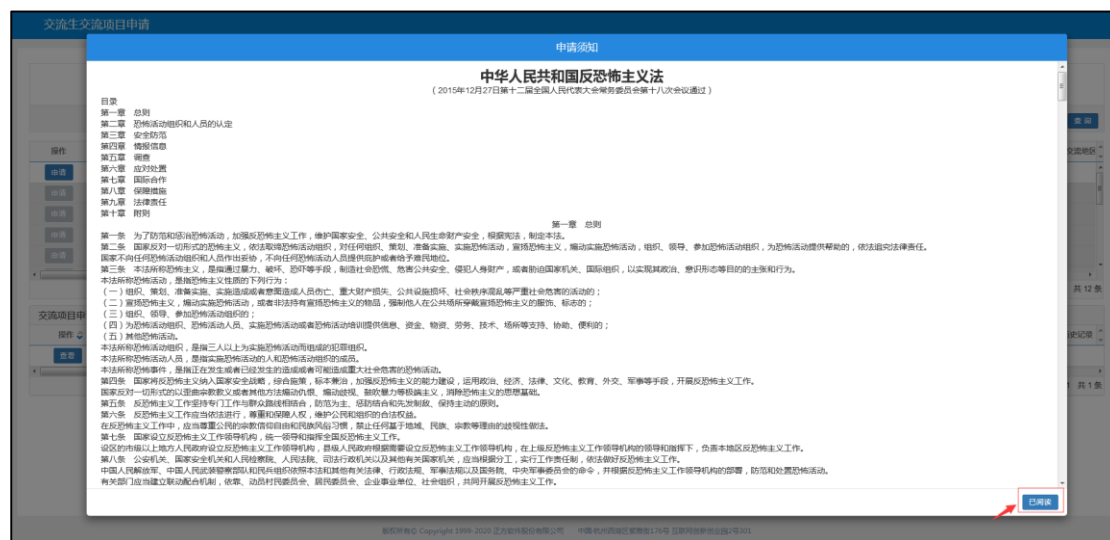 交流生交流项目申请
申请须知
中华人民共和国反恐怖主义法
（2015年12月27日第十二届全国人民代表大会常务委员会第十八次会议通过）
目录
第一章 总则
第二章 恐怖活动组织和人员的认定
第三章 安全防范
第四章 情报信息
第五章 调查
第六章 应对处置
第七章 国际合作
第八章 保障措施
第九章 法律责任
第十章 附则
第一章 总则
第一条 为了防范和惩治恐怖活动，加强反恐怖主义工作，维护国家安全、公共安全和人民生命财产安全，根据宪法，制定本法。
第二条 国家反对一切形式的恐怖主义，依法取缔恐怖活动组织，对任何组织、策划、准备实施、实施恐怖活动，宣扬恐怖主义，煽动实施恐怖活动，组织、领导、参加恐怖活动组织，为恐怖活动提供帮助的，依法追究法律责任。
国家不向任何恐怖活动组织和人员作出妥协，不向任何恐怖活动人员提供庇护或者给予难民地位。
第三条 本法所称恐怖主义，是指通过暴力、破坏、恐吓等手段，制造社会恐慌、危害公共安全、侵犯人身财产，或者胁迫国家机关、国际组织，以实现其政治、意识形态等目的的主张和行为。
本法所称恐怖活动，是指恐怖主义性质的下列行为：
（一）组织、策划、准备实施、实施造成或者意图造成人员伤亡、重大财产损失、公共设施损坏、社会秩序混乱等严重社会危害的活动的；
（二）宣扬恐怖主义，煽动实施恐怖活动，或者非法持有宣扬恐怖主义的物品，强制他人在公共场所穿戴宣扬恐怖主义的服饰、标志的；
（三）组织、领导、参加恐怖活动组织的；
（四）为恐怖活动组织、恐怖活动人员、实施恐怖活动或者恐怖活动培训提供信息、资金、物资、劳务、技术、场所等支持、协助、便利的；
（五）其他恐怖活动。
本法所称恐怖活动组织，是指三人以上为实施恐怖活动而组成的犯罪组织。
本法所称恐怖活动人员，是指实施恐怖活动的人和恐怖活动组织的成员。
本法所称恐怖事件，是指正在发生或者已经发生的造成或者可能造成重大社会危害的恐怖活动。
第四条 国家将反恐怖主义纳入国家安全战略，综合施策，标本兼治，加强反恐怖主义的能力建设，运用政治、经济、法律、文化、教育、外交、军事等手段，开展反恐怖主义工作。
国家反对一切形式的以歪曲宗教教义或者其他方法煽动仇恨、煽动歧视、鼓吹暴力等极端主义，消除恐怖主义的思想基础。
第五条 反恐怖主义工作坚持专门工作与群众路线相结合，防范为主、惩防结合和先发制敌、保持主动的原则。
第六条 反恐怖主义工作应当依法进行，尊重和保障人权，维护公民和组织的合法权益。
在反恐怖主义工作中，应当尊重公民的宗教信仰自由和民族风俗习惯，禁止任何基于地域、民族、宗教等理由的歧视性做法。
第七条 国家设立反恐怖主义工作领导机构，统一领导和指挥全国反恐怖主义工作。
设区的市级以上地方人民政府设立反恐怖主义工作领导机构，县级人民政府根据需要设立反恐怖主义工作领导机构，在上级反恐怖主义工作领导机构的领导和指挥下，负责本地区反恐怖主义工作。
第八条 公安机关、国家安全机关和人民检察院、人民法院、司法行政机关以及其他有关国家机关，应当根据分工，实行工作责任制，依法做好反恐怖主义工作。
中国人民解放军、中国人民武装警察部队和民兵组织依照本法和其他有关法律、行政法规、军事法规以及国务院、中央军事委员会的命令，并根据反恐怖主义工作领导机构的部署，防范和处置恐怖活动。
有关部门应当建立联动配合机制，依靠、动员村民委员会、居民委员会、企业事业单位、社会组织，共同开展反恐怖主义工作。
已阅读
查 询
操作
交流地区
申请
申请
申请
申请
申请
共 12 条
交流项目申
操作
历史记录
查看
1 共 1 条
版权所有© Copyright 1999-2020 正方软件股份有限公司 中国·杭州西湖区紫霞街176号 互联网创新创业园2号301